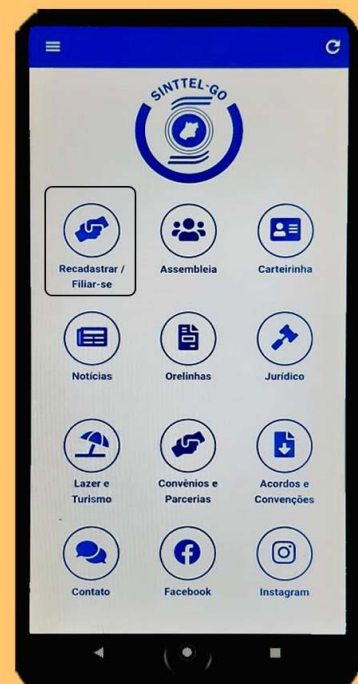 SINTTEL-GO
Recadastrar /
Filiar-se
Assembleia
Carteirinha
Notícias
Orelinhas
Jurídico
Lazer e
Turismo
Convênios e
Parcerias
Acordos e
Convenções
Contato
Facebook
Instagram